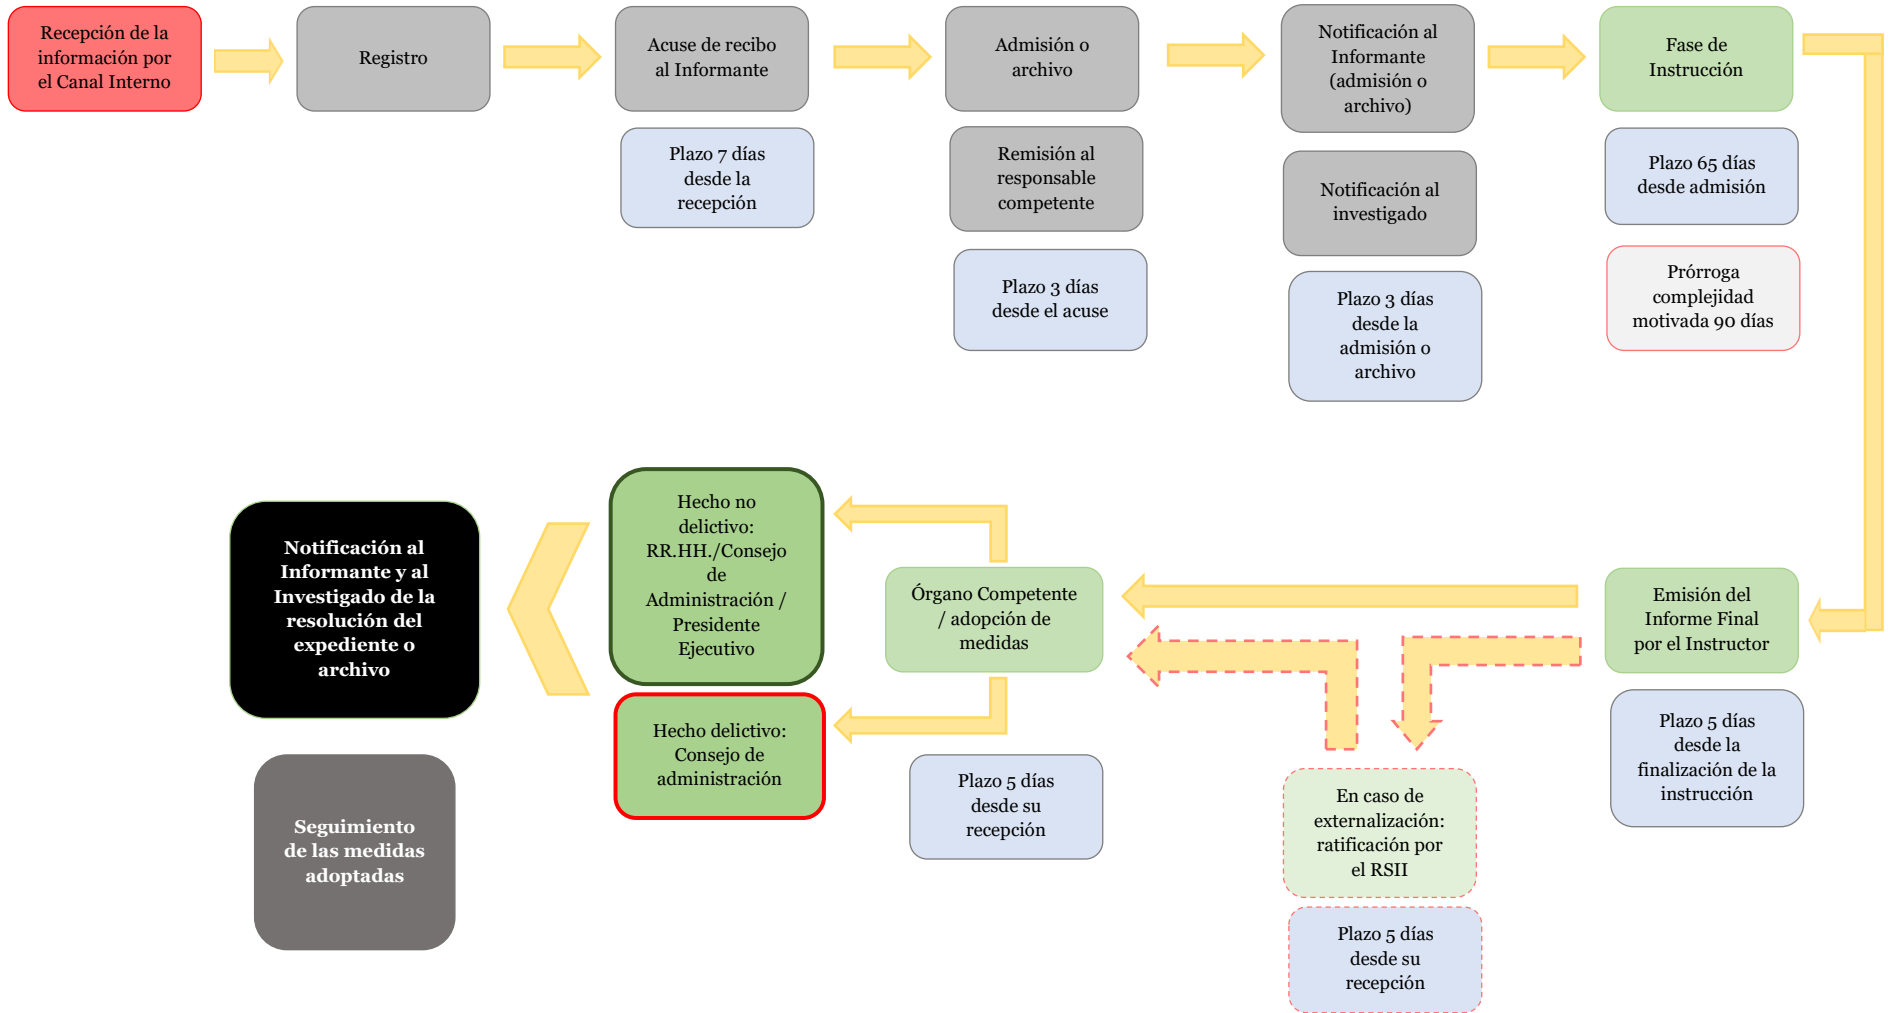 Recepción de la
información por
el Canal Interno
Registro
Acuse de recibo
al Informante
Plazo 7 días
desde la
recepción
Admisión o
archivo
Remisión al
responsable
competente
Plazo 3 días
desde el acuse
Notificación al
Informante
(admisión o
archivo)
Notificación al
investigado
Plazo 3 días
desde la
admisión o
archivo
Fase de
Instrucción
Plazo 65 días
desde admisión
Prórroga
complejidad
motivada 90 días
Emisión del
Informe Final
por el Instructor
Plazo 5 días
desde la
finalización de la
instrucción
En caso de
externalización:
ratificación por
el RSII
Plazo 5 días
desde su
recepción
Órgano Competente
/ adopción de
medidas
Plazo 5 días
desde su
recepción
Hecho no
delictivo:
RR.HH./Consejo
de
Administración /
Presidente
Ejecutivo
Hecho delictivo:
Consejo de
administración
Notificación al
Informante y al
Investigado de la
resolución del
expediente o
archivo
Seguimiento
de las medidas
adoptadas